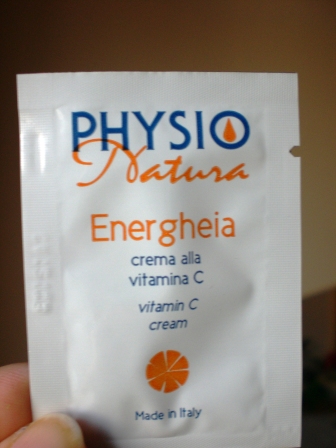 PHYSIO
Natura
Energheia
crema alla
vitamina C
vitamin C
cream
Made in Italy